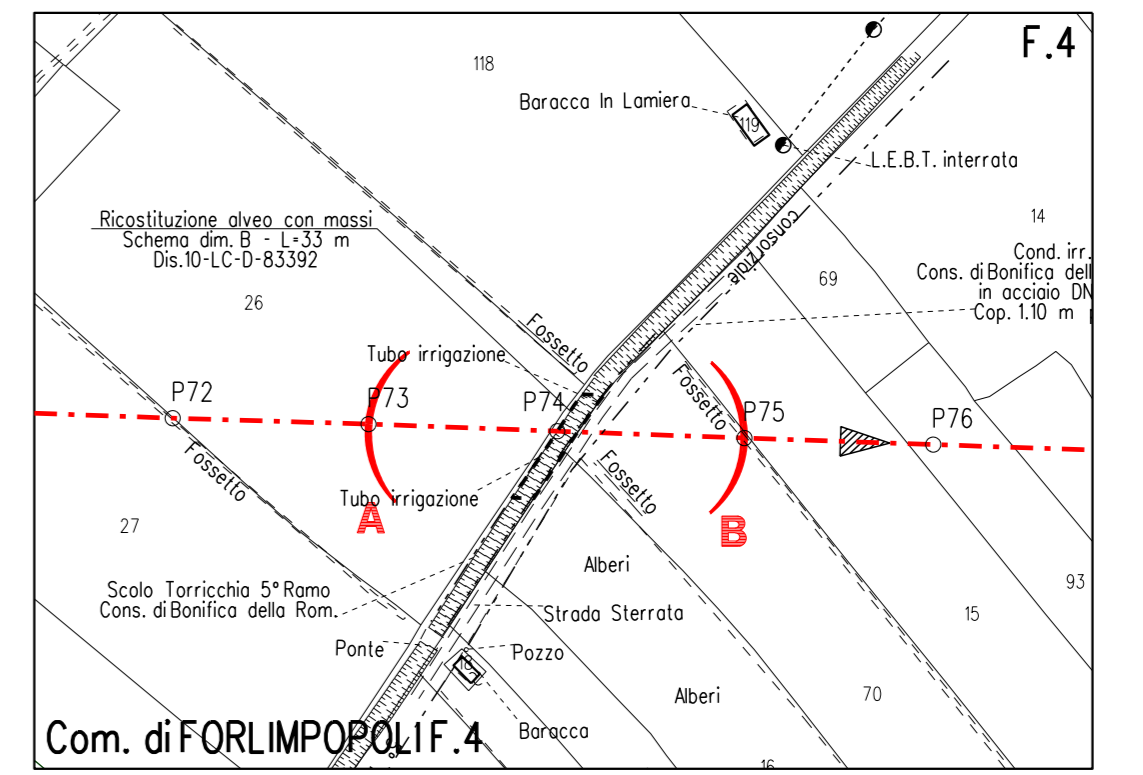 F.4
118
Baracca In Lamiera
119
L.E.B.T. interrata
Ricostituzione alveo con massi
Schema dim. B - L=33 m
Dis.10-LC-D-83392
consorziale
14
Cond. irr.
Cons. di Bonifica dell
in acciaio DN
Cop. 1.10 m
69
26
Fossetto
Tubo irrigazione
P72
P73
P74
Fossetto
P75
P76
Fossetto
Tubo irrigazione
Fossetto
A
B
27
Alberi
93
Scolo Torricchia 5° Ramo
Cons. di Bonifica della Rom.
Strada Sterrata
15
Ponte
Pozzo
18
Alberi
70
Baracca
Com. di FORLIMPOPOLI F.4
16